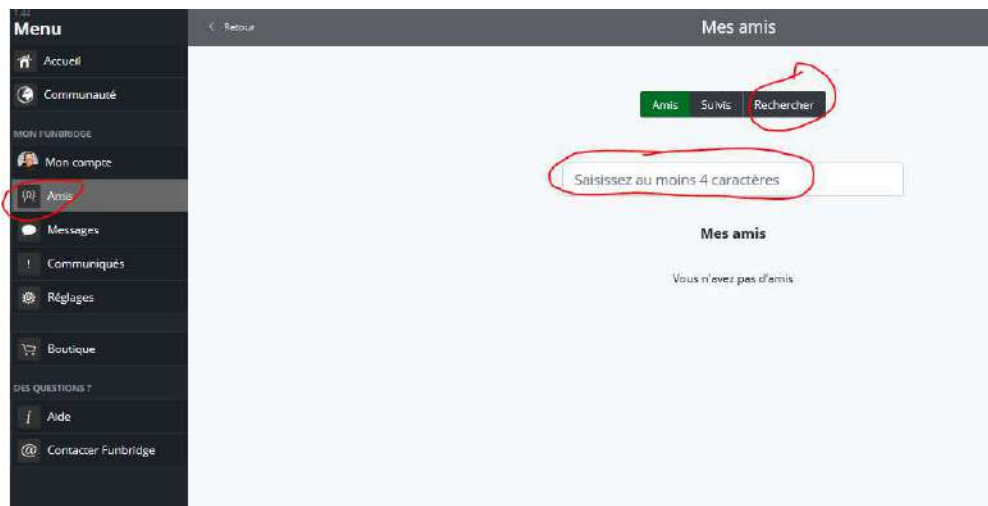 Menu
Accueil
Communauté
MON FUNBRIDGE
Mon compte
Amis
Messages
Communiqués
Réglages
Boutique
DES QUESTIONS ?
Aide
Contacter Funbridge
< Retour
Mes amis
Amis Suivis Rechercher
Saisissez au moins 4 caractères
Mes amis
Vous n'avez pas d'amis